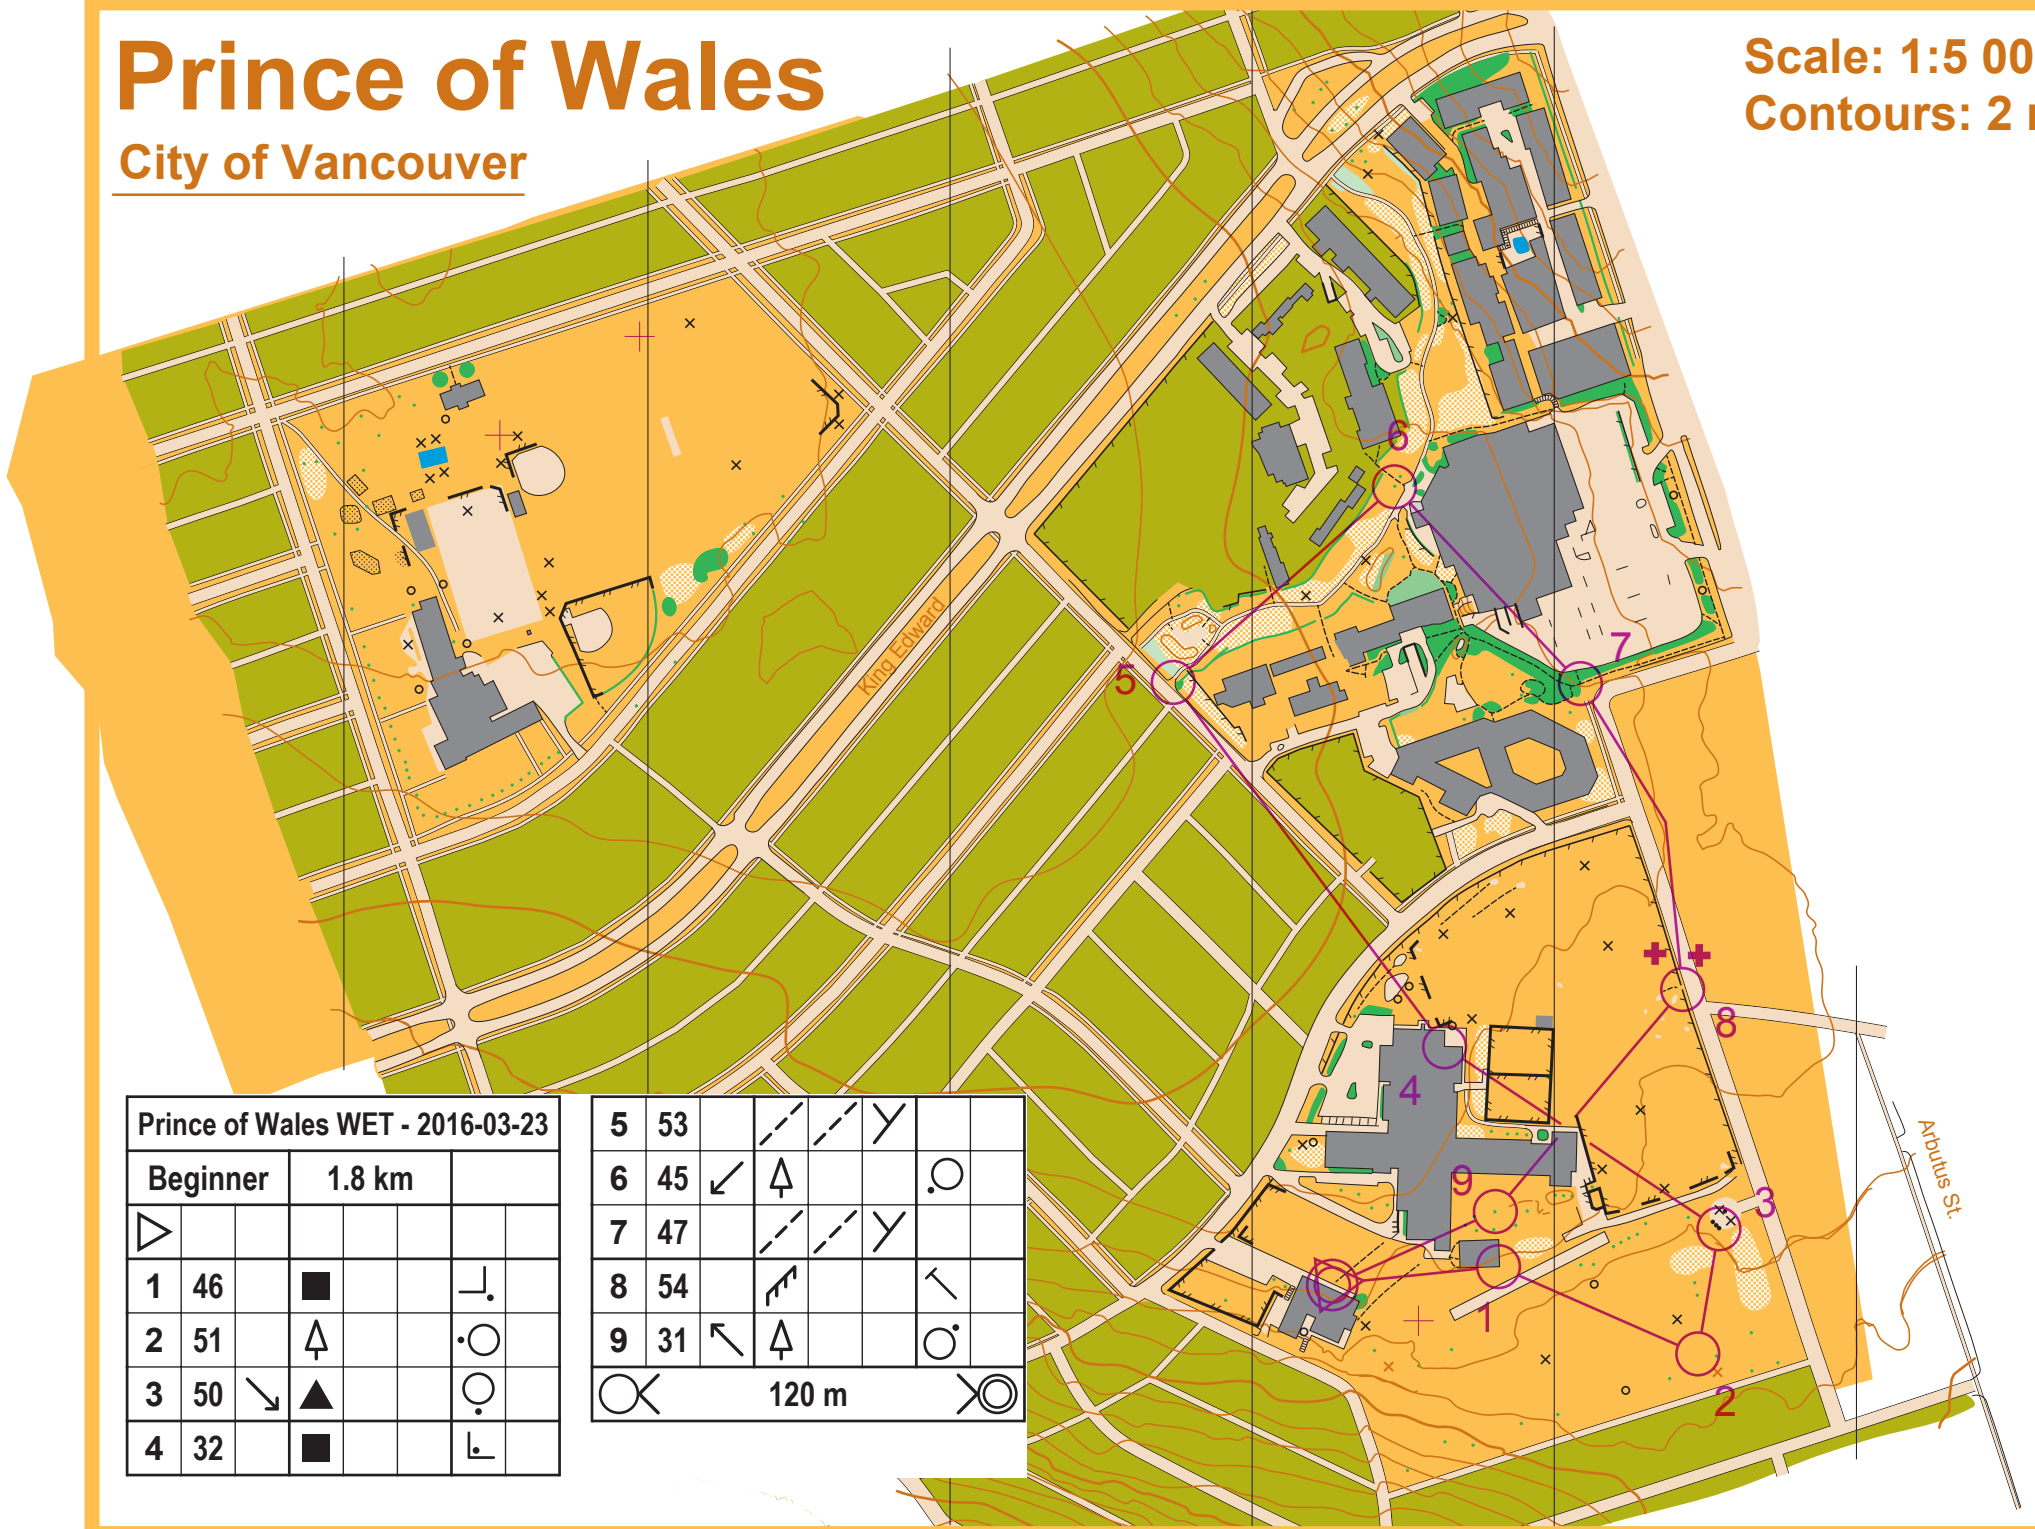 Prince of Wales
City of Vancouver
Scale: 1:5 00
Contours: 2
King Edward
Arbutus St.
6
7
5
8
4
9
3
1
2
Prince of Wales WET - 2016-03-23
Beginner 1.8 km
1 46
2 51
3 50
4 32
5 53
6 45
7 47
8 54
9 31
120 m